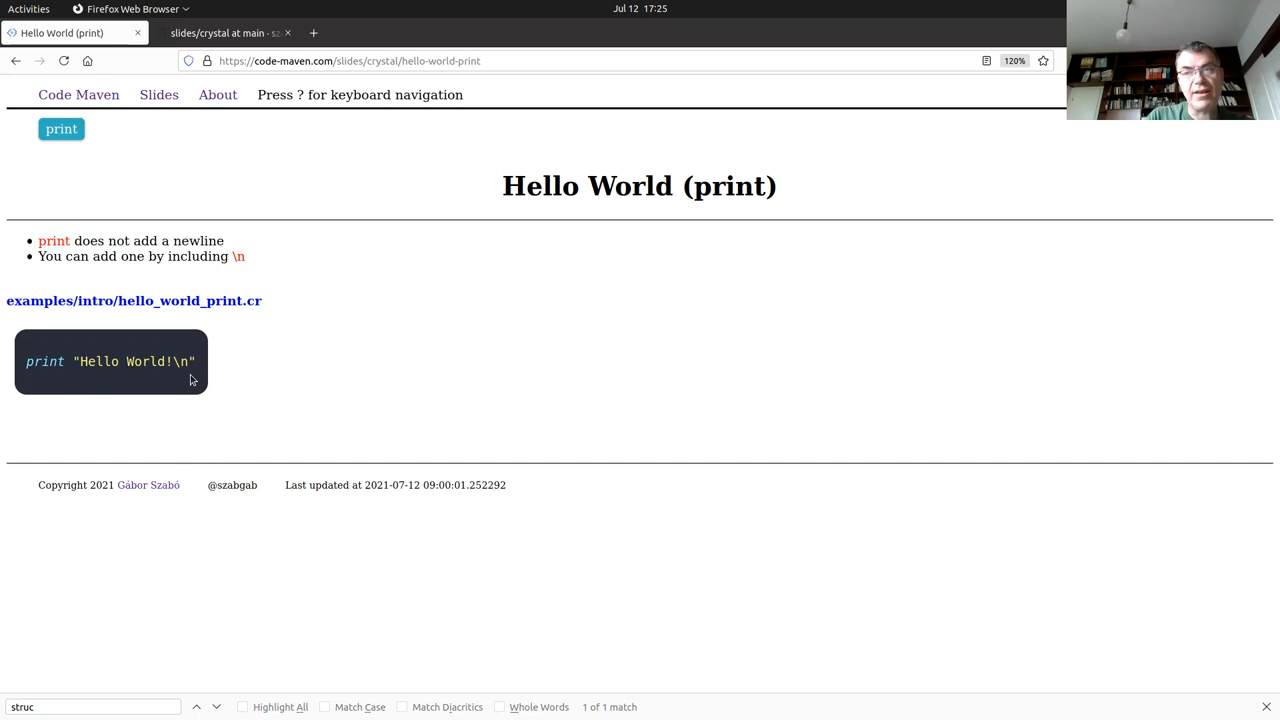 Activities Firefox Web Browser Jul 12 17:25
Hello World (print) slides/crystal at main · sz
https://code-maven.com/slides/crystal/hello-world-print 120%
Code Maven Slides About Press ? for keyboard navigation
print
Hello World (print)
• print does not add a newline
• You can add one by including \n
examples/intro/hello_world_print.cr
print "Hello World!\n"
Copyright 2021 Gábor Szabó @szabgab Last updated at 2021-07-12 09:00:01.252292
struc Highlight All Match Case Match Diacritics Whole Words 1 of 1 match